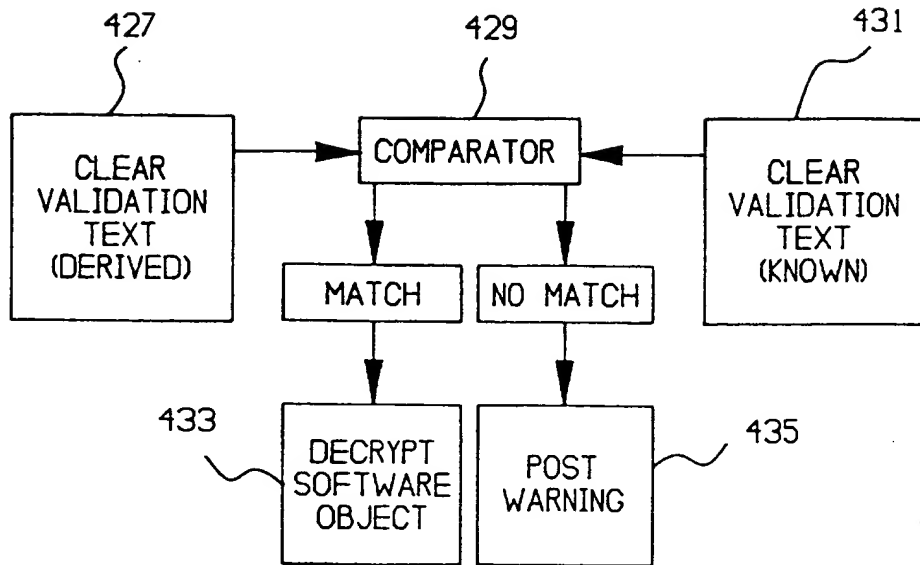 427
429
431
CLEAR
VALIDATION
TEXT
(DERIVED)
COMPARATOR
CLEAR
VALIDATION
TEXT
(KNOWN)
MATCH
NO MATCH
433
DECRYPT
SOFTWARE
OBJECT
POST
WARNING
435